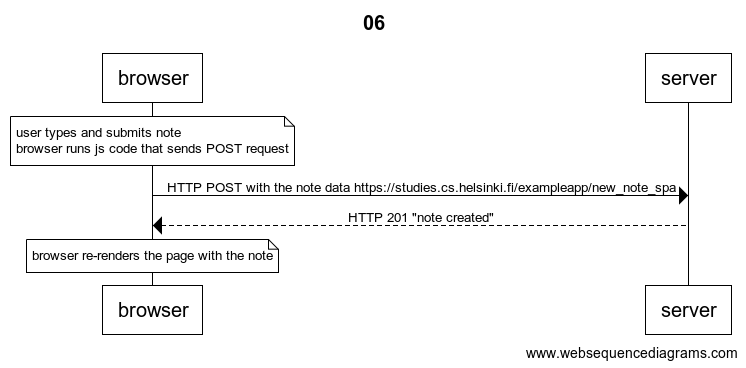 06
browser
server
user types and submits note
browser runs js code that sends POST request
HTTP POST with the note data https://studies.cs.helsinki.fi/exampleapp/new_note_spa
HTTP 201 "note created"
browser re-renders the page with the note
browser
server
www.websequencediagrams.com